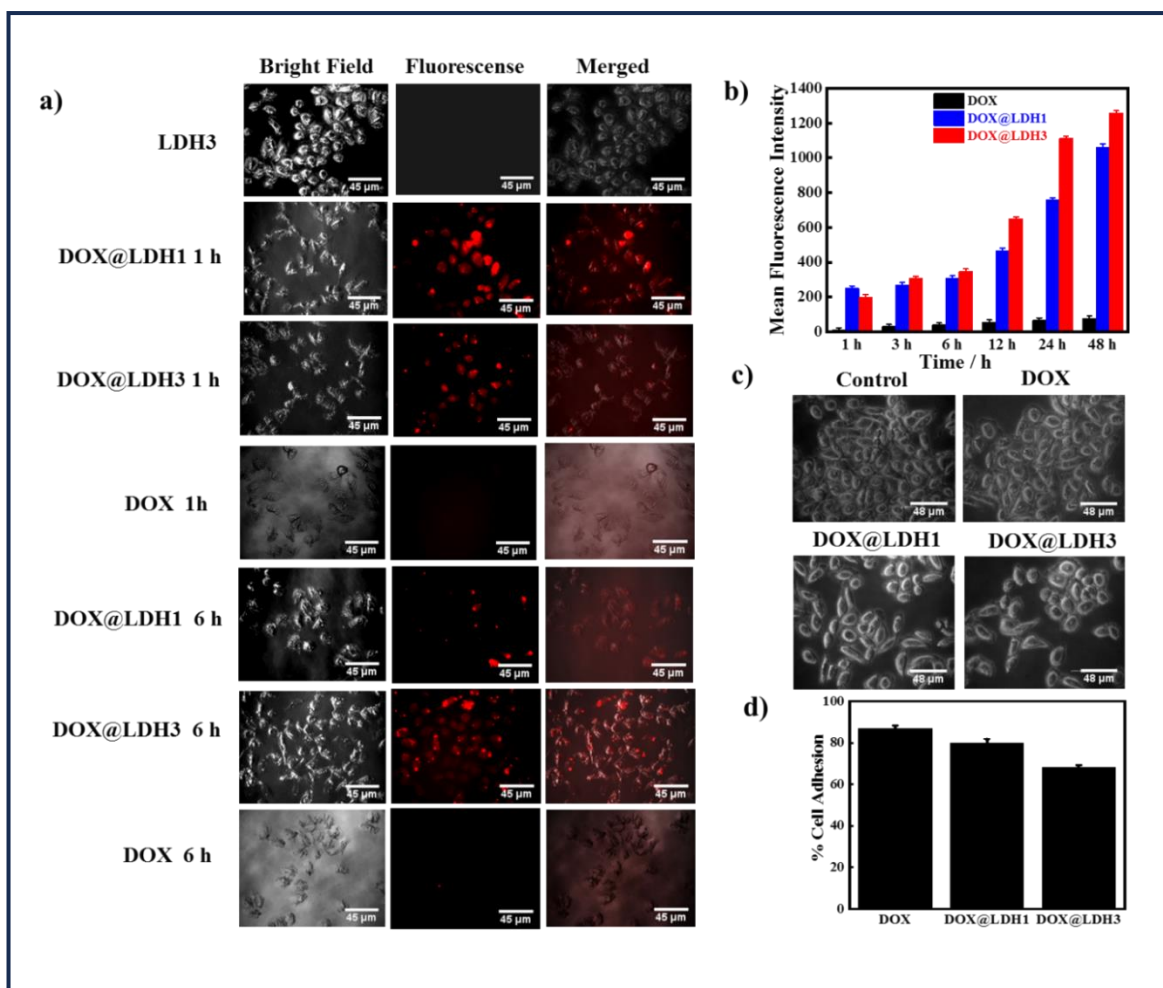 Bright Field Fluorescense Merged
a)
LDH3
45 µm 45 µm 45 µm
DOX@LDH1 1 h
45 µm 45 µm 45 µm
DOX@LDH3 1 h
45 µm 45 µm 45 µm
DOX 1h
45 µm 45 µm 45 µm
DOX@LDH1 6 h
45 µm 45 µm 45 µm
DOX@LDH3 6 h
45 µm 45 µm 45 µm
DOX 6 h
45 µm 45 µm 45 µm
b)
Mean Fluorescence Intensity
1400
1200
1000
800
600
400
200
0
DOX
DOX@LDH1
DOX@LDH3
1 h 3 h 6 h 12 h 24 h 48 h
Time / h
c)
Control DOX
48 µm 48 µm
DOX@LDH1 DOX@LDH3
48 µm 48 µm
d)
% Cell Adhesion
100
80
60
40
20
0
DOX DOX@LDH1 DOX@LDH3